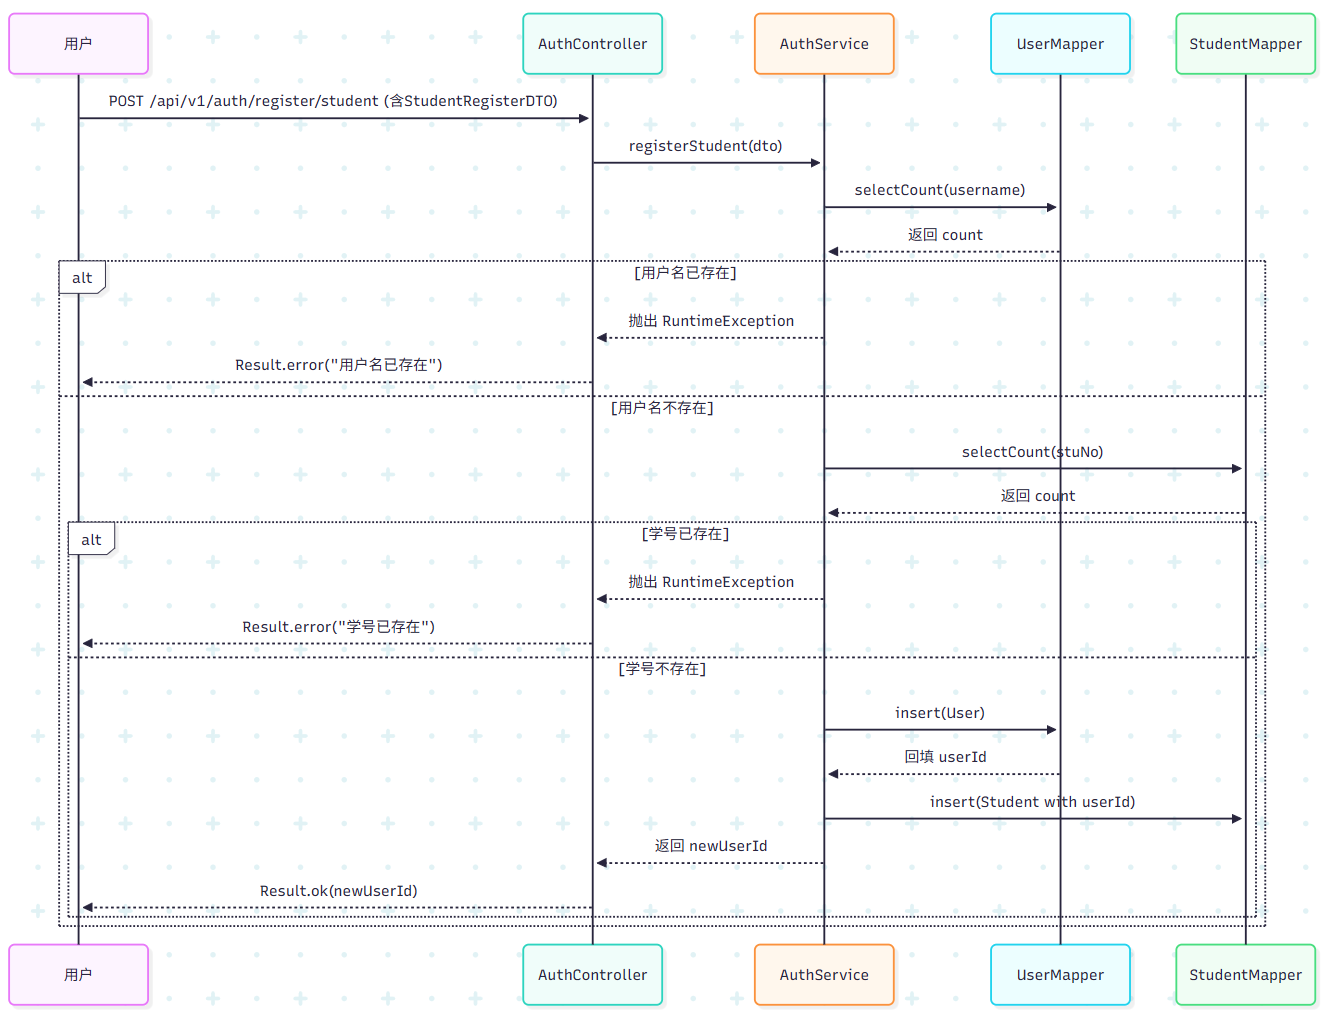 用户
AuthController
AuthService
UserMapper
StudentMapper
POST /api/v1/auth/register/student (含StudentRegisterDTO)
registerStudent(dto)
selectCount(username)
返回 count
alt
[用户名已存在]
抛出 RuntimeException
Result.error("用户名已存在")
[用户名不存在]
selectCount(stuNo)
返回 count
alt
[学号已存在]
抛出 RuntimeException
Result.error("学号已存在")
[学号不存在]
insert(User)
回填 userId
insert(Student with userId)
返回 newUserId
Result.ok(newUserId)
用户
AuthController
AuthService
UserMapper
StudentMapper